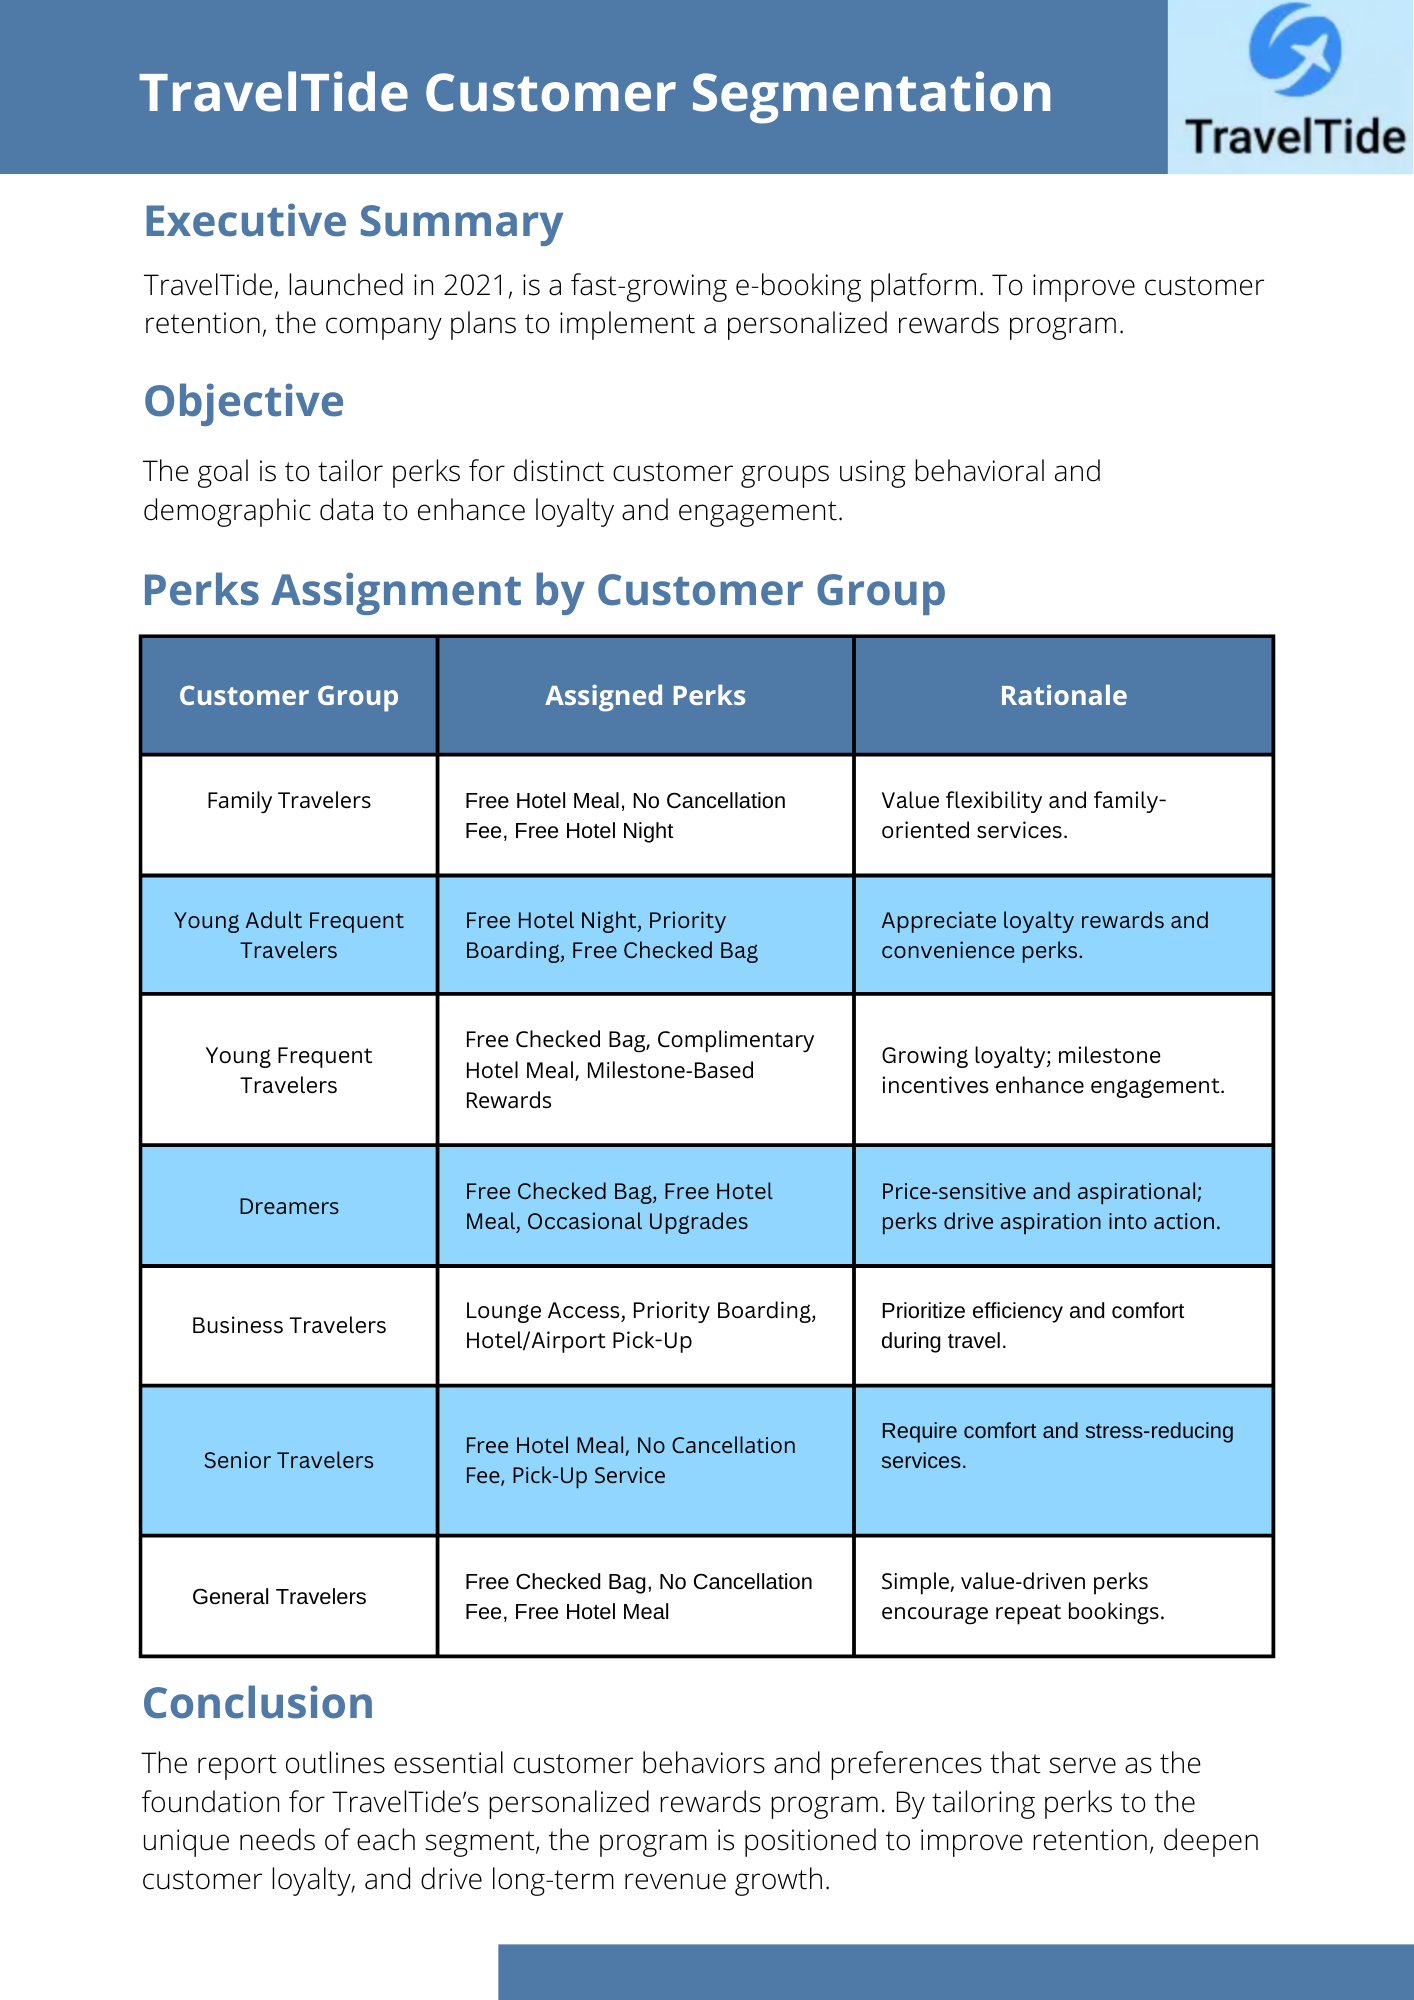 TravelTide Customer Segmentation
TravelTide
Executive Summary
TravelTide, launched in 2021, is a fast-growing e-booking platform. To improve customer
retention, the company plans to implement a personalized rewards program.
Objective
The goal is to tailor perks for distinct customer groups using behavioral and
demographic data to enhance loyalty and engagement.
Perks Assignment by Customer Group
Customer Group
Assigned Perks
Rationale
Family Travelers
Free Hotel Meal, No Cancellation
Fee, Free Hotel Night
Value flexibility and family-
oriented services.
Young Adult Frequent
Travelers
Free Hotel Night, Priority
Boarding, Free Checked Bag
Appreciate loyalty rewards and
convenience perks.
Young Frequent
Travelers
Free Checked Bag, Complimentary
Hotel Meal, Milestone-Based
Rewards
Growing loyalty; milestone
incentives enhance engagement.
Dreamers
Free Checked Bag, Free Hotel
Meal, Occasional Upgrades
Price-sensitive and aspirational;
perks drive aspiration into action.
Business Travelers
Lounge Access, Priority Boarding,
Hotel/Airport Pick-Up
Prioritize efficiency and comfort
during travel.
Senior Travelers
Free Hotel Meal, No Cancellation
Fee, Pick-Up Service
Require comfort and stress-reducing
services.
General Travelers
Free Checked Bag, No Cancellation
Fee, Free Hotel Meal
Simple, value-driven perks
encourage repeat bookings.
Conclusion
The report outlines essential customer behaviors and preferences that serve as the
foundation for TravelTide’s personalized rewards program. By tailoring perks to the
unique needs of each segment, the program is positioned to improve retention, deepen
customer loyalty, and drive long-term revenue growth.